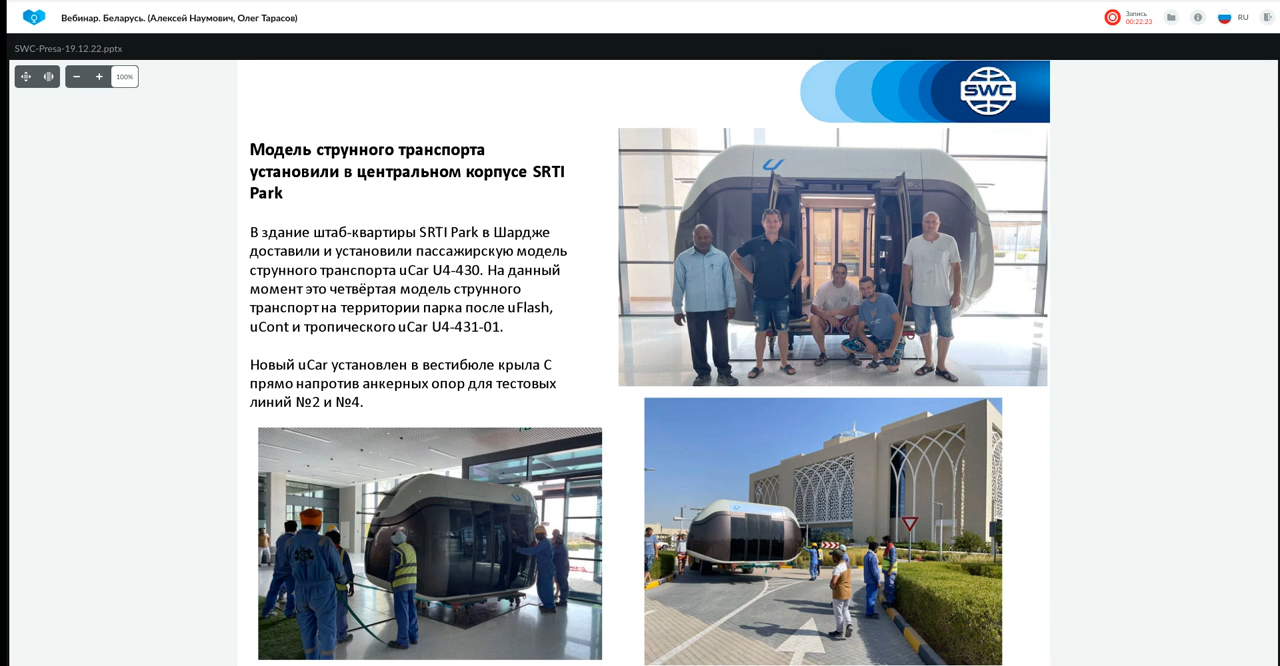 Вебинар. Беларусь. (Алексей Наумович, Олег Тарасов)
Запись
00:22:23
RU
SWC-Presa-19.12.22.pptx
100%
SWC
Модель струнного транспорта
установили в центральном корпусе SRTI
Park
В здание штаб-квартиры SRTI Park в Шардже
доставили и установили пассажирскую модель
струнного транспорта uCar U4-430. На данный
момент это четвёртая модель струнного
транспорт на территории парка после uFlash,
uCont и тропического uCar U4-431-01.
Новый uCar установлен в вестибюле крыла C
прямо напротив анкерных опор для тестовых
линий №2 и №4.